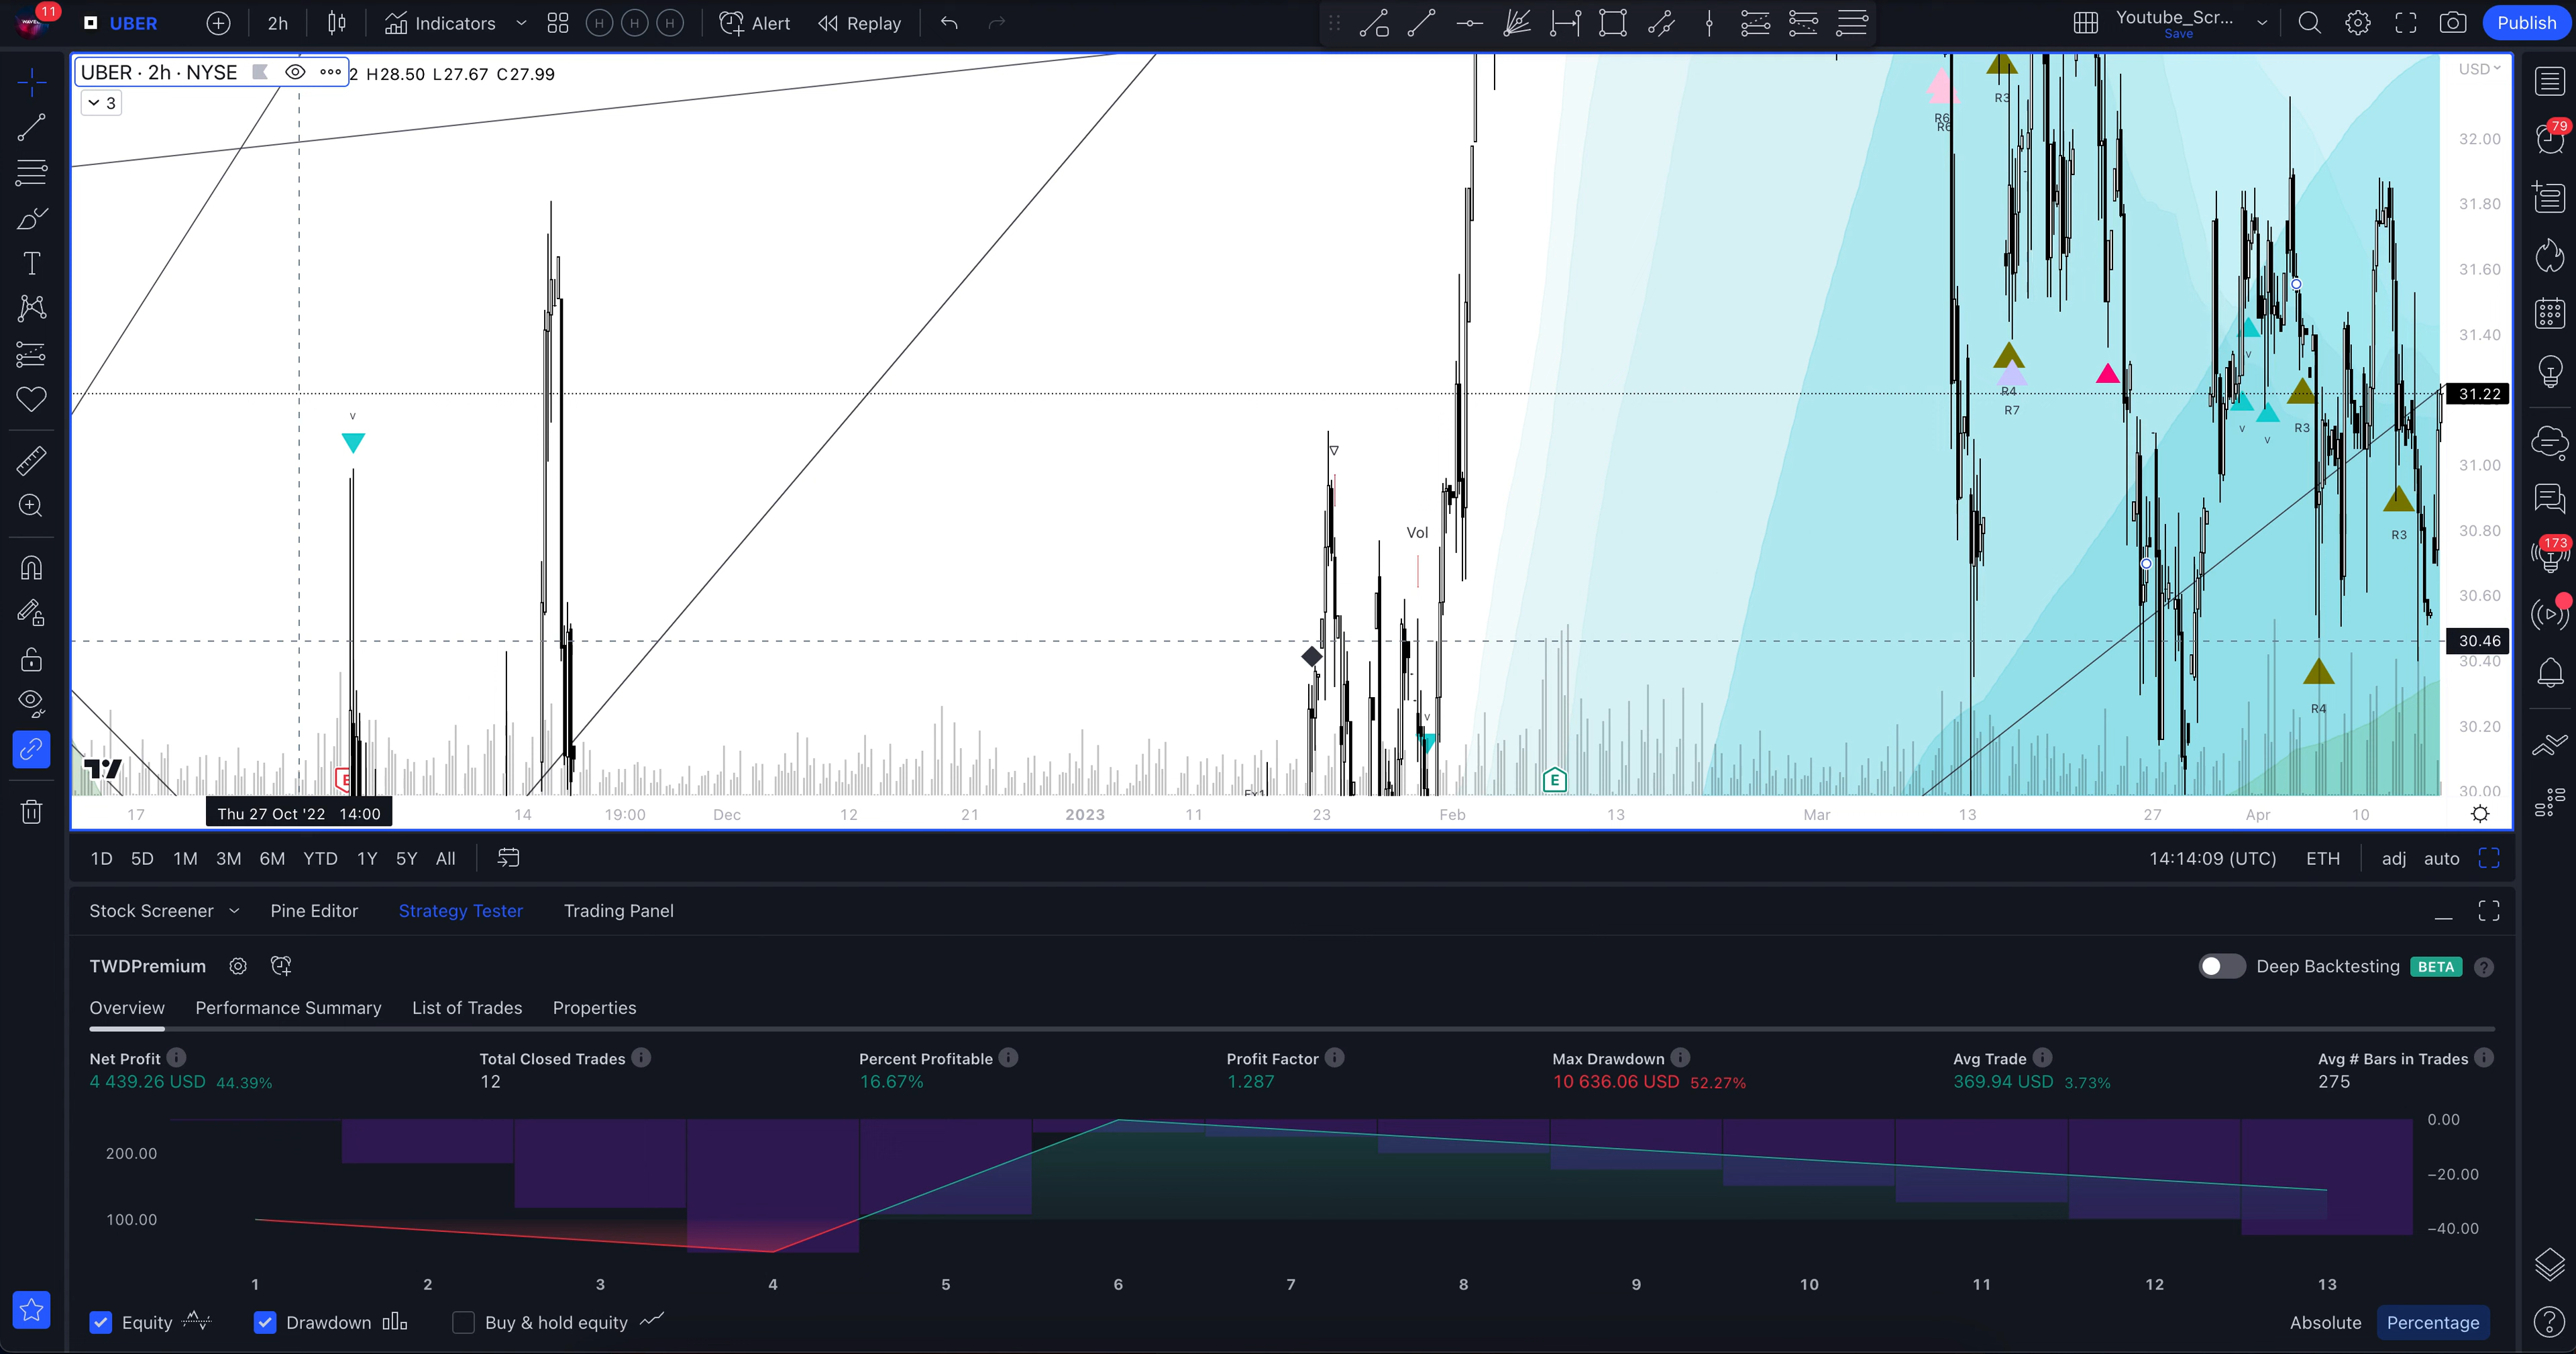 11
UBER
2h
Indicators
H H H
Alert
Replay
Youtube_Scr...
Save
Publish
UBER · 2h · NYSE
2 H28.50 L27.67 C27.99
3
USD
32.00
31.80
31.60
31.40
31.22
31.00
30.80
30.60
30.46
30.40
30.20
30.00
R6
R6
R3
R4
R7
v
v
v
v
R3
R3
R4
v
Vol
v
E
E
17
Thu 27 Oct '22 14:00
14
19:00
Dec
12
21
2023
11
23
Feb
13
Mar
13
27
Apr
10
79
173
1D 5D 1M 3M 6M YTD 1Y 5Y All
14:14:09 (UTC) ETH adj auto
Stock Screener Pine Editor Strategy Tester Trading Panel
TWDPremium
Deep Backtesting BETA ?
Overview Performance Summary List of Trades Properties
Net Profit
4 439.26 USD 44.39%
Total Closed Trades
12
Percent Profitable
16.67%
Profit Factor
1.287
Max Drawdown
10 636.06 USD 52.27%
Avg Trade
369.94 USD 3.73%
Avg # Bars in Trades
275
200.00
100.00
0.00
−20.00
−40.00
1 2 3 4 5 6 7 8 9 10 11 12 13
Equity Drawdown Buy & hold equity
Absolute Percentage